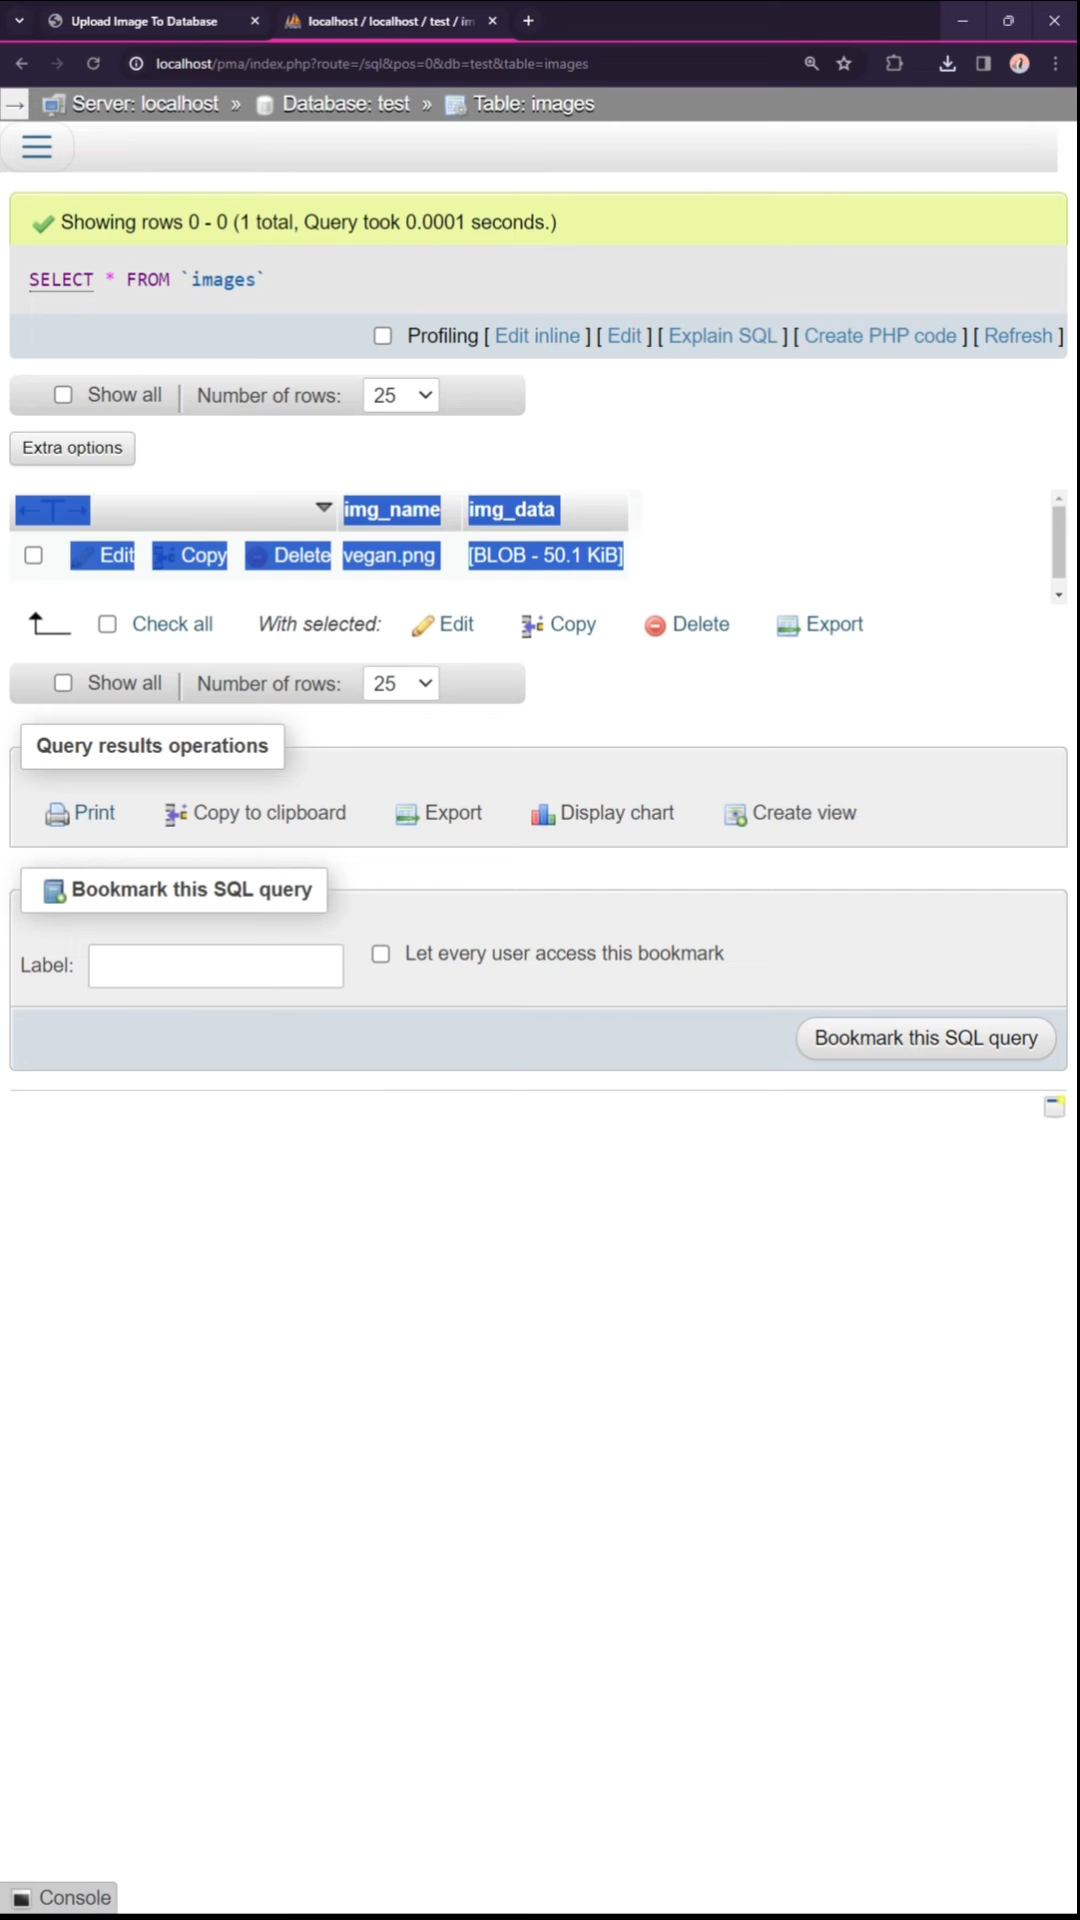 Upload Image To Database
localhost / localhost / test / im
localhost/pma/index.php?route=/sql&pos=0&db=test&table=images
Server: localhost » Database: test » Table: images
Showing rows 0 - 0 (1 total, Query took 0.0001 seconds.)
SELECT * FROM `images`
Profiling [ Edit inline ] [ Edit ] [ Explain SQL ] [ Create PHP code ] [ Refresh ]
Show all | Number of rows: 25
Extra options
img_name img_data
Edit Copy Delete vegan.png [BLOB - 50.1 KiB]
Check all With selected: Edit Copy Delete Export
Show all | Number of rows: 25
Query results operations
Print Copy to clipboard Export Display chart Create view
Bookmark this SQL query
Label: Let every user access this bookmark
Bookmark this SQL query
Console